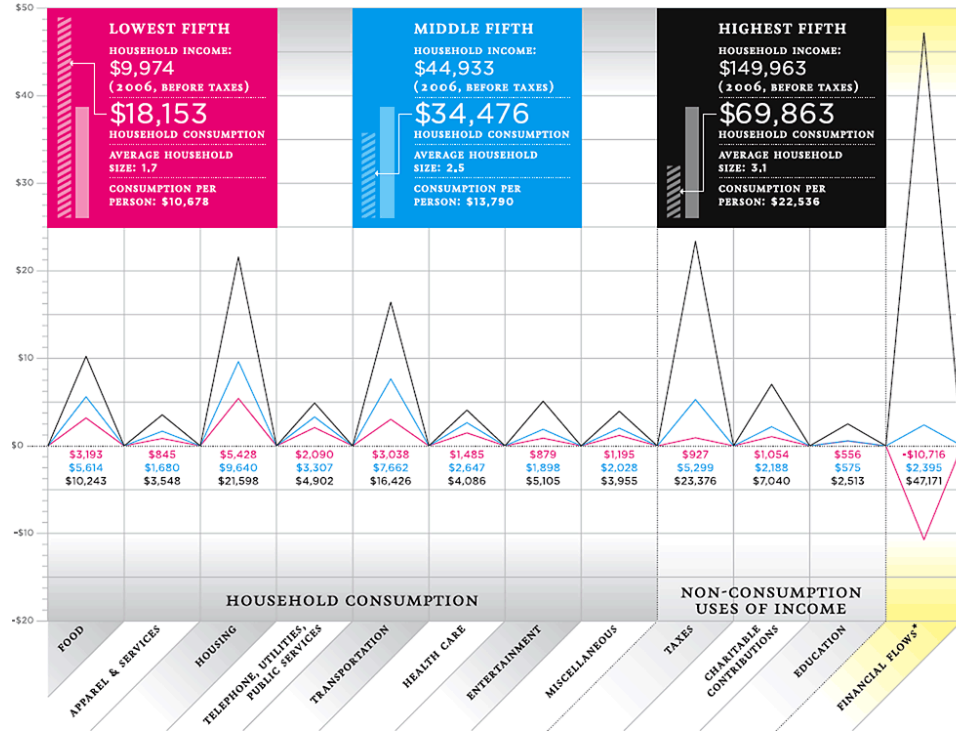 $50
$40
$30
$20
$10
$0
-$10
-$20
LOWEST FIFTH
HOUSEHOLD INCOME:
$9,974
(2006, BEFORE TAXES)
$18,153
HOUSEHOLD CONSUMPTION
AVERAGE HOUSEHOLD
SIZE: 1.7
CONSUMPTION PER
PERSON: $10,678
MIDDLE FIFTH
HOUSEHOLD INCOME:
$44,933
(2006, BEFORE TAXES)
$34,476
HOUSEHOLD CONSUMPTION
AVERAGE HOUSEHOLD
SIZE: 2.5
CONSUMPTION PER
PERSON: $13,790
HIGHEST FIFTH
HOUSEHOLD INCOME:
$149,963
(2006, BEFORE TAXES)
$69,863
HOUSEHOLD CONSUMPTION
AVERAGE HOUSEHOLD
SIZE: 3.1
CONSUMPTION PER
PERSON: $22,536
$3,193 $845 $5,428 $2,090 $3,038 $1,485 $879 $1,195 $927 $1,054 $556 -$10,716
$5,614 $1,680 $9,640 $3,307 $7,662 $2,647 $1,898 $2,028 $5,299 $2,188 $575 $2,395
$10,243 $3,548 $21,598 $4,902 $16,426 $4,086 $5,105 $3,955 $23,376 $7,040 $2,513 $47,171
HOUSEHOLD CONSUMPTION
NON-CONSUMPTION
USES OF INCOME
FOOD
APPAREL & SERVICES
HOUSING
TELEPHONE, UTILITIES,
PUBLIC SERVICES
TRANSPORTATION
HEALTH CARE
ENTERTAINMENT
MISCELLANEOUS
TAXES
CHARITABLE
CONTRIBUTIONS
EDUCATION
FINANCIAL FLOWS*